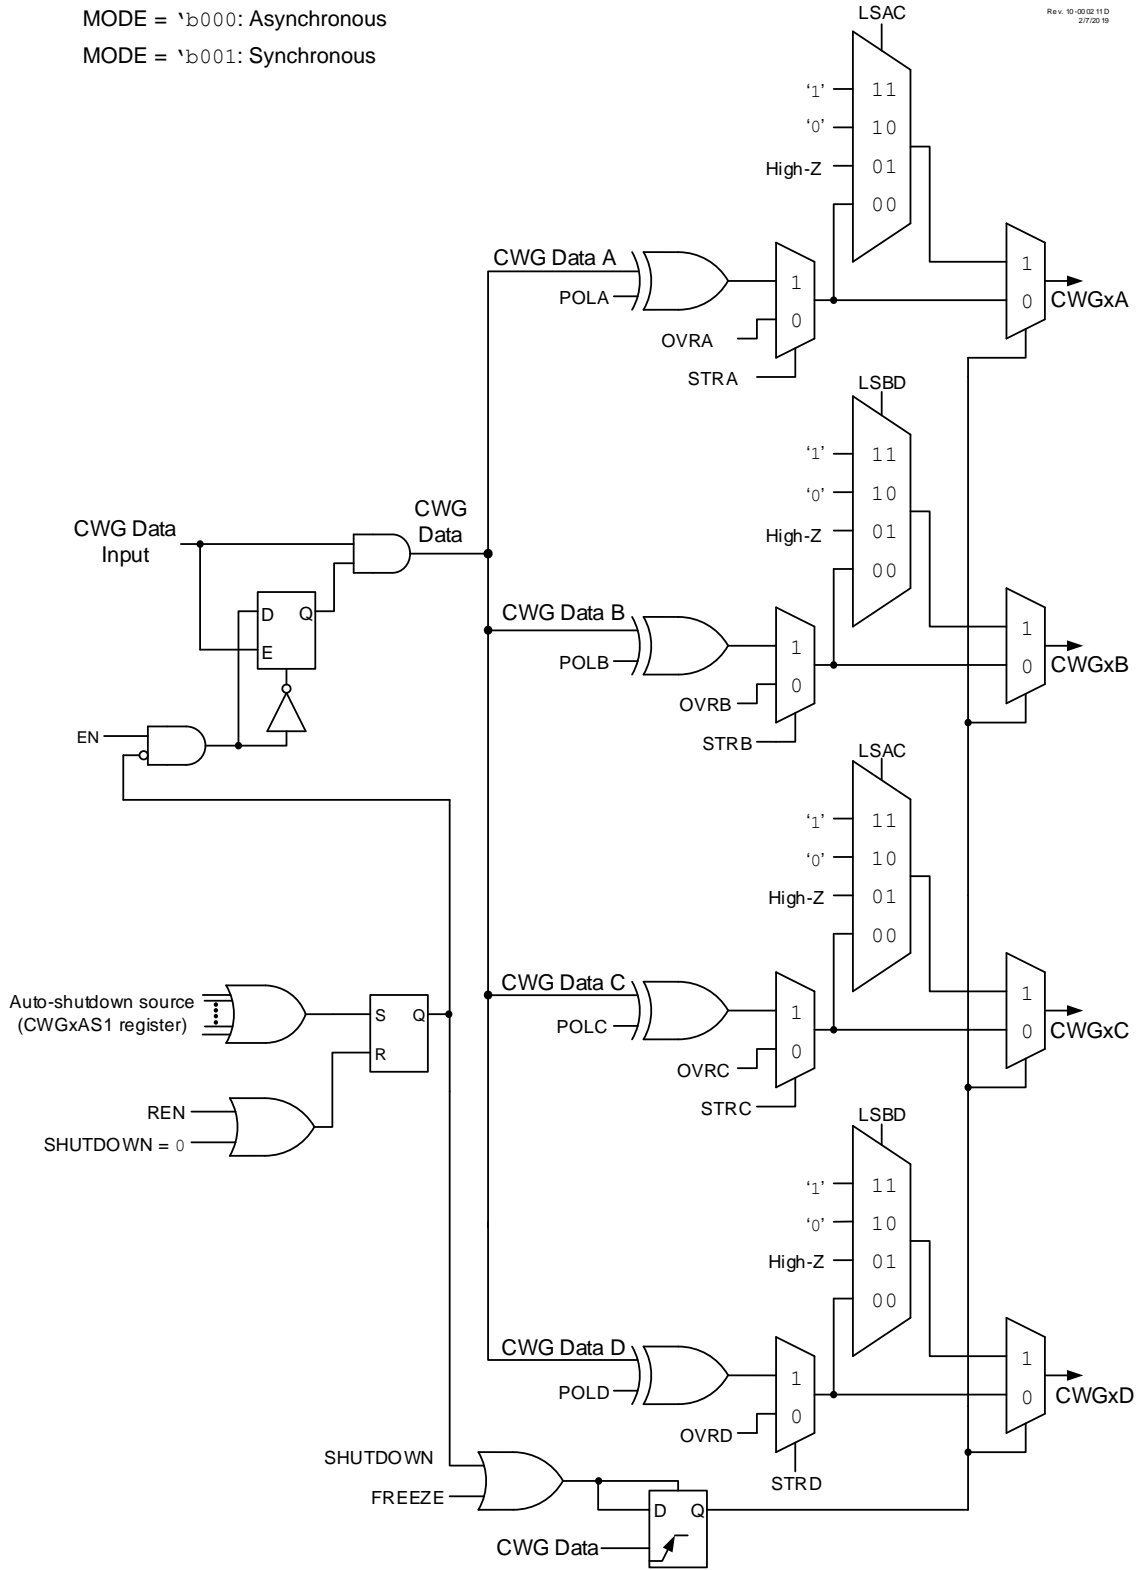 MODE = ‘b000: Asynchronous
MODE = ‘b001: Synchronous
Rev. 10-000211D
2/7/2019
LSAC
‘1’
11
‘0’
10
High-Z
01
00
CWG Data A
POLA
1
0
OVRA
STRA
1
0
CWGxA
LSBD
‘1’
11
‘0’
10
High-Z
01
00
CWG Data
Input
CWG
Data
D
Q
E
EN
CWG Data B
POLB
1
0
OVRB
STRB
1
0
CWGxB
LSAC
‘1’
11
‘0’
10
High-Z
01
00
CWG Data C
POLC
1
0
OVRC
STRC
1
0
CWGxC
Auto-shutdown source
(CWGxAS1 register)
S
Q
R
REN
SHUTDOWN = 0
LSBD
‘1’
11
‘0’
10
High-Z
01
00
CWG Data D
POLD
1
0
OVRD
STRD
1
0
CWGxD
SHUTDOWN
FREEZE
D
Q
CWG Data